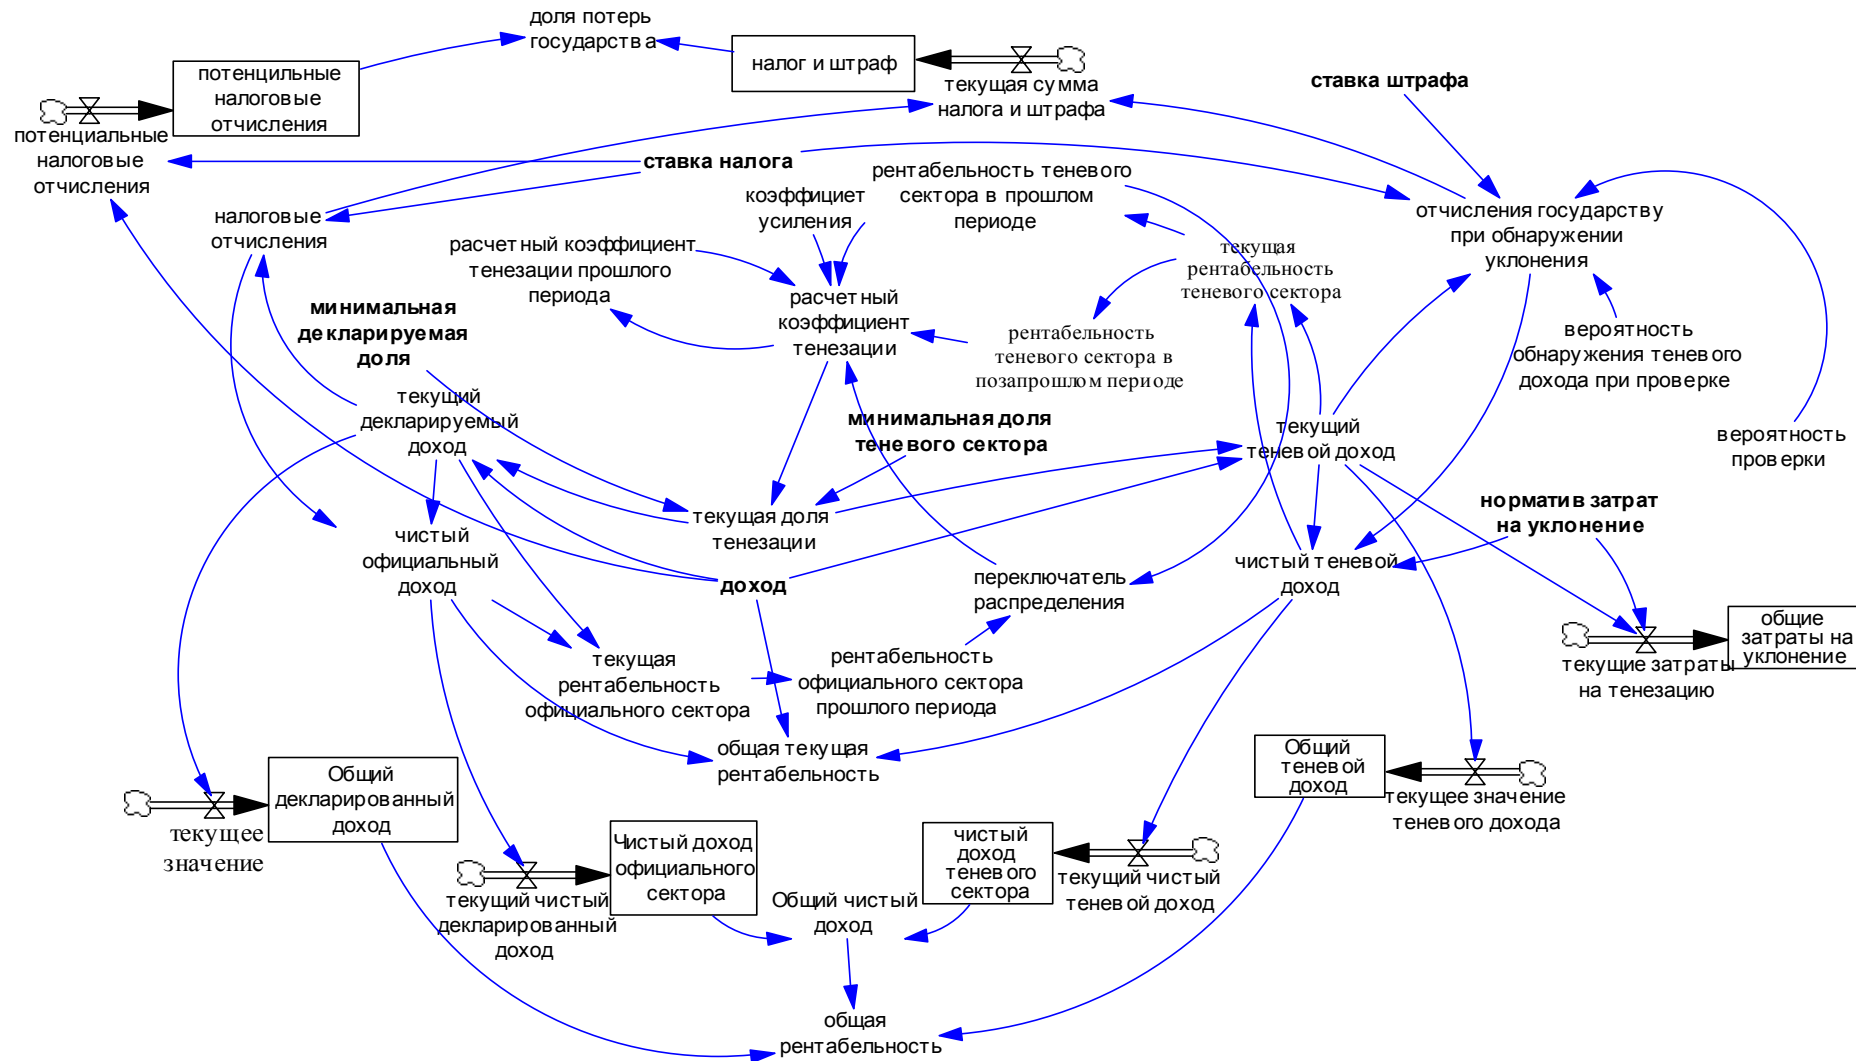 доля потерь
государства
налог и штраф
текущая сумма
налога и штрафа
ставка штрафа
потенцильные
налоговые
отчисления
потенциальные
налоговые
отчисления
ставка налога
рентабельность теневого
сектора в прошлом
периоде
коэффициет
усиления
налоговые
отчисления
отчисления государству
при обнаружении
уклонения
расчетный коэффициент
тенезации прошлого
периода
текущая
рентабельность
теневого сектора
минимальная
декларируемая
доля
расчетный
коэффициент
тенезации
рентабельность
теневого сектора в
позапрошлом периоде
вероятность
обнаружения теневого
дохода при проверке
текущий
декларируемый
доход
минимальная доля
теневого сектора
текущий
теневой доход
вероятность
проверки
норматив затрат
на уклонение
текущая доля
тенезации
чистый
официальный
доход
доход
переключатель
распределения
чистый теневой
доход
общие
затраты на
уклонение
текущие затраты
на тенезацию
текущая
рентабельность
официального сектора
рентабельность
официального сектора
прошлого периода
общая текущая
рентабельность
Общий
теневой
доход
текущее значение
теневого дохода
Общий
декларированный
доход
текущее
значение
Чистый доход
официального
сектора
текущий чистый
декларированный
доход
Общий чистый
доход
чистый
доход
теневого
сектора
текущий чистый
теневой доход
общая
рентабельность